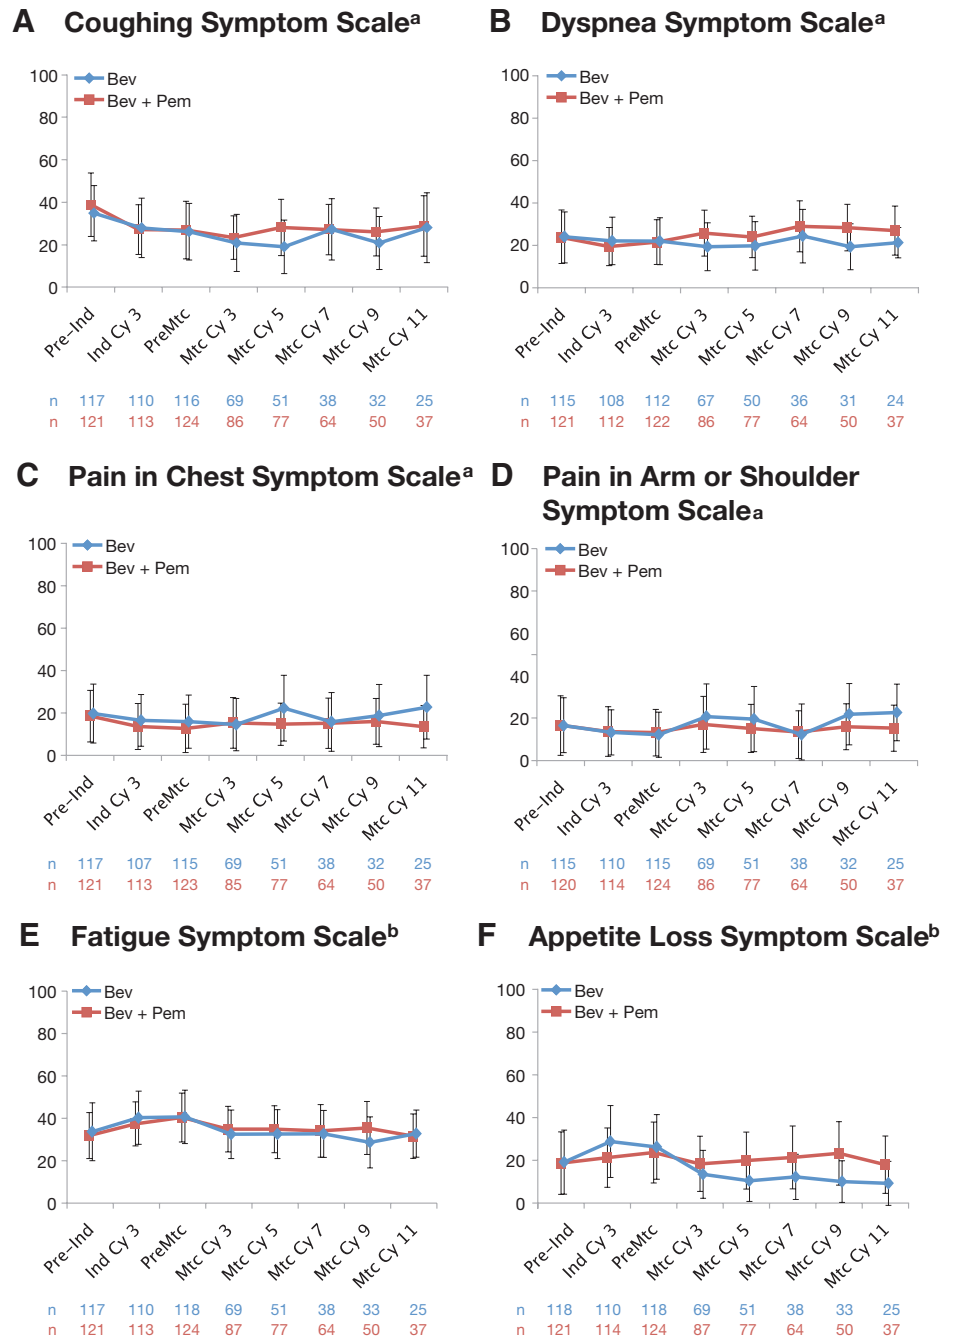 A Coughing Symptom Scaleᵃ
100
80
60
40
20
0
Bev
Bev + Pem
Pre–Ind Ind Cy 3 PreMtc Mtc Cy 3 Mtc Cy 5 Mtc Cy 7 Mtc Cy 9 Mtc Cy 11
n 117 110 116 69 51 38 32 25
n 121 113 124 86 77 64 50 37
B Dyspnea Symptom Scaleᵃ
100
80
60
40
20
0
Bev
Bev + Pem
Pre–Ind Ind Cy 3 PreMtc Mtc Cy 3 Mtc Cy 5 Mtc Cy 7 Mtc Cy 9 Mtc Cy 11
n 115 108 112 67 50 36 31 24
n 121 112 122 86 77 64 50 37
C Pain in Chest Symptom Scaleᵃ
100
80
60
40
20
0
Bev
Bev + Pem
Pre–Ind Ind Cy 3 PreMtc Mtc Cy 3 Mtc Cy 5 Mtc Cy 7 Mtc Cy 9 Mtc Cy 11
n 117 107 115 69 51 38 32 25
n 121 113 123 85 77 64 50 37
D Pain in Arm or Shoulder
Symptom Scaleₐ
100
80
60
40
20
0
Bev
Bev + Pem
Pre–Ind Ind Cy 3 PreMtc Mtc Cy 3 Mtc Cy 5 Mtc Cy 7 Mtc Cy 9 Mtc Cy 11
n 115 110 115 69 51 38 32 25
n 120 114 124 86 77 64 50 37
E Fatigue Symptom Scaleᵇ
100
80
60
40
20
0
Bev
Bev + Pem
Pre–Ind Ind Cy 3 PreMtc Mtc Cy 3 Mtc Cy 5 Mtc Cy 7 Mtc Cy 9 Mtc Cy 11
n 117 110 118 69 51 38 33 25
n 121 113 124 87 77 64 50 37
F Appetite Loss Symptom Scaleᵇ
100
80
60
40
20
0
Bev
Bev + Pem
Pre–Ind Ind Cy 3 PreMtc Mtc Cy 3 Mtc Cy 5 Mtc Cy 7 Mtc Cy 9 Mtc Cy 11
n 118 110 118 69 51 38 33 25
n 121 114 124 87 77 64 50 37